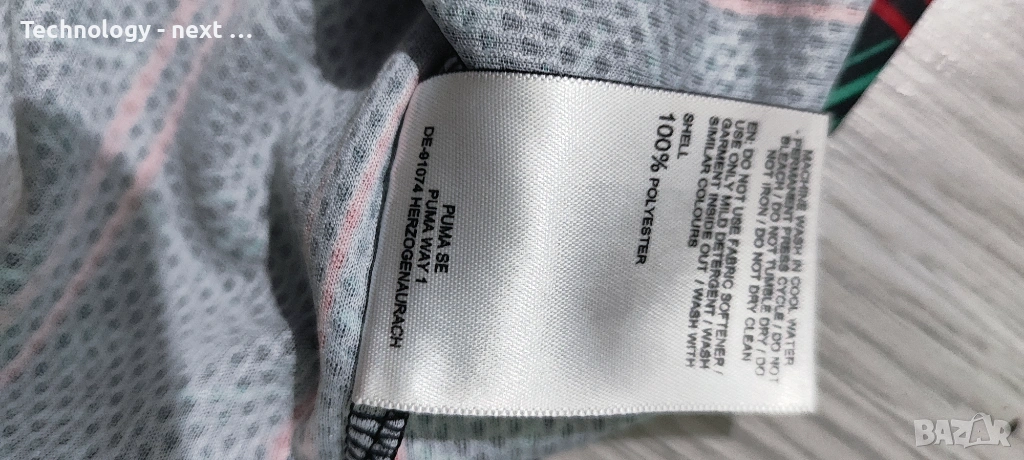 Technology - next ...
MACHINE WASH IN COOL WATER
- PERMANENT PRESS CYCLE / DO NOT
BLEACH / DO NOT TUMBLE DRY / DO
NOT IRON / DO NOT DRY CLEAN
EN: DO NOT USE FABRIC SOFTENER /
USE ONLY MILD DETERGENT / WASH
GARMENT INSIDE OUT / WASH WITH
SIMILAR COLOURS
SHELL
100% POLYESTER
PUMA SE
PUMA WAY 1
DE-91074 HERZOGENAURACH
BAZAR